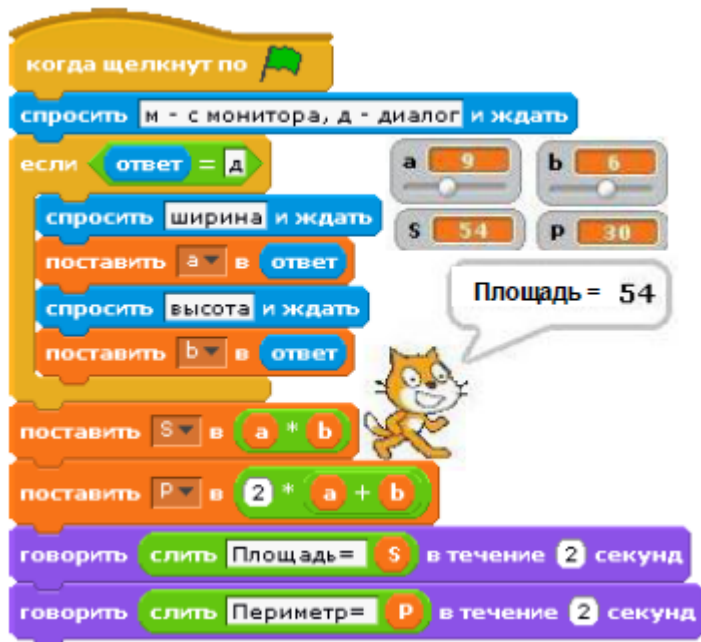 когда щелкнут по
спросить м - с монитора, д - диалог и ждать
если ответ = д
a 9 b 6
спросить ширина и ждать
S 54 P 30
поставить a в ответ
Площадь = 54
спросить высота и ждать
поставить b в ответ
поставить S в a * b
поставить P в 2 * a + b
говорить слить Площадь= S в течение 2 секунд
говорить слить Периметр= P в течение 2 секунд